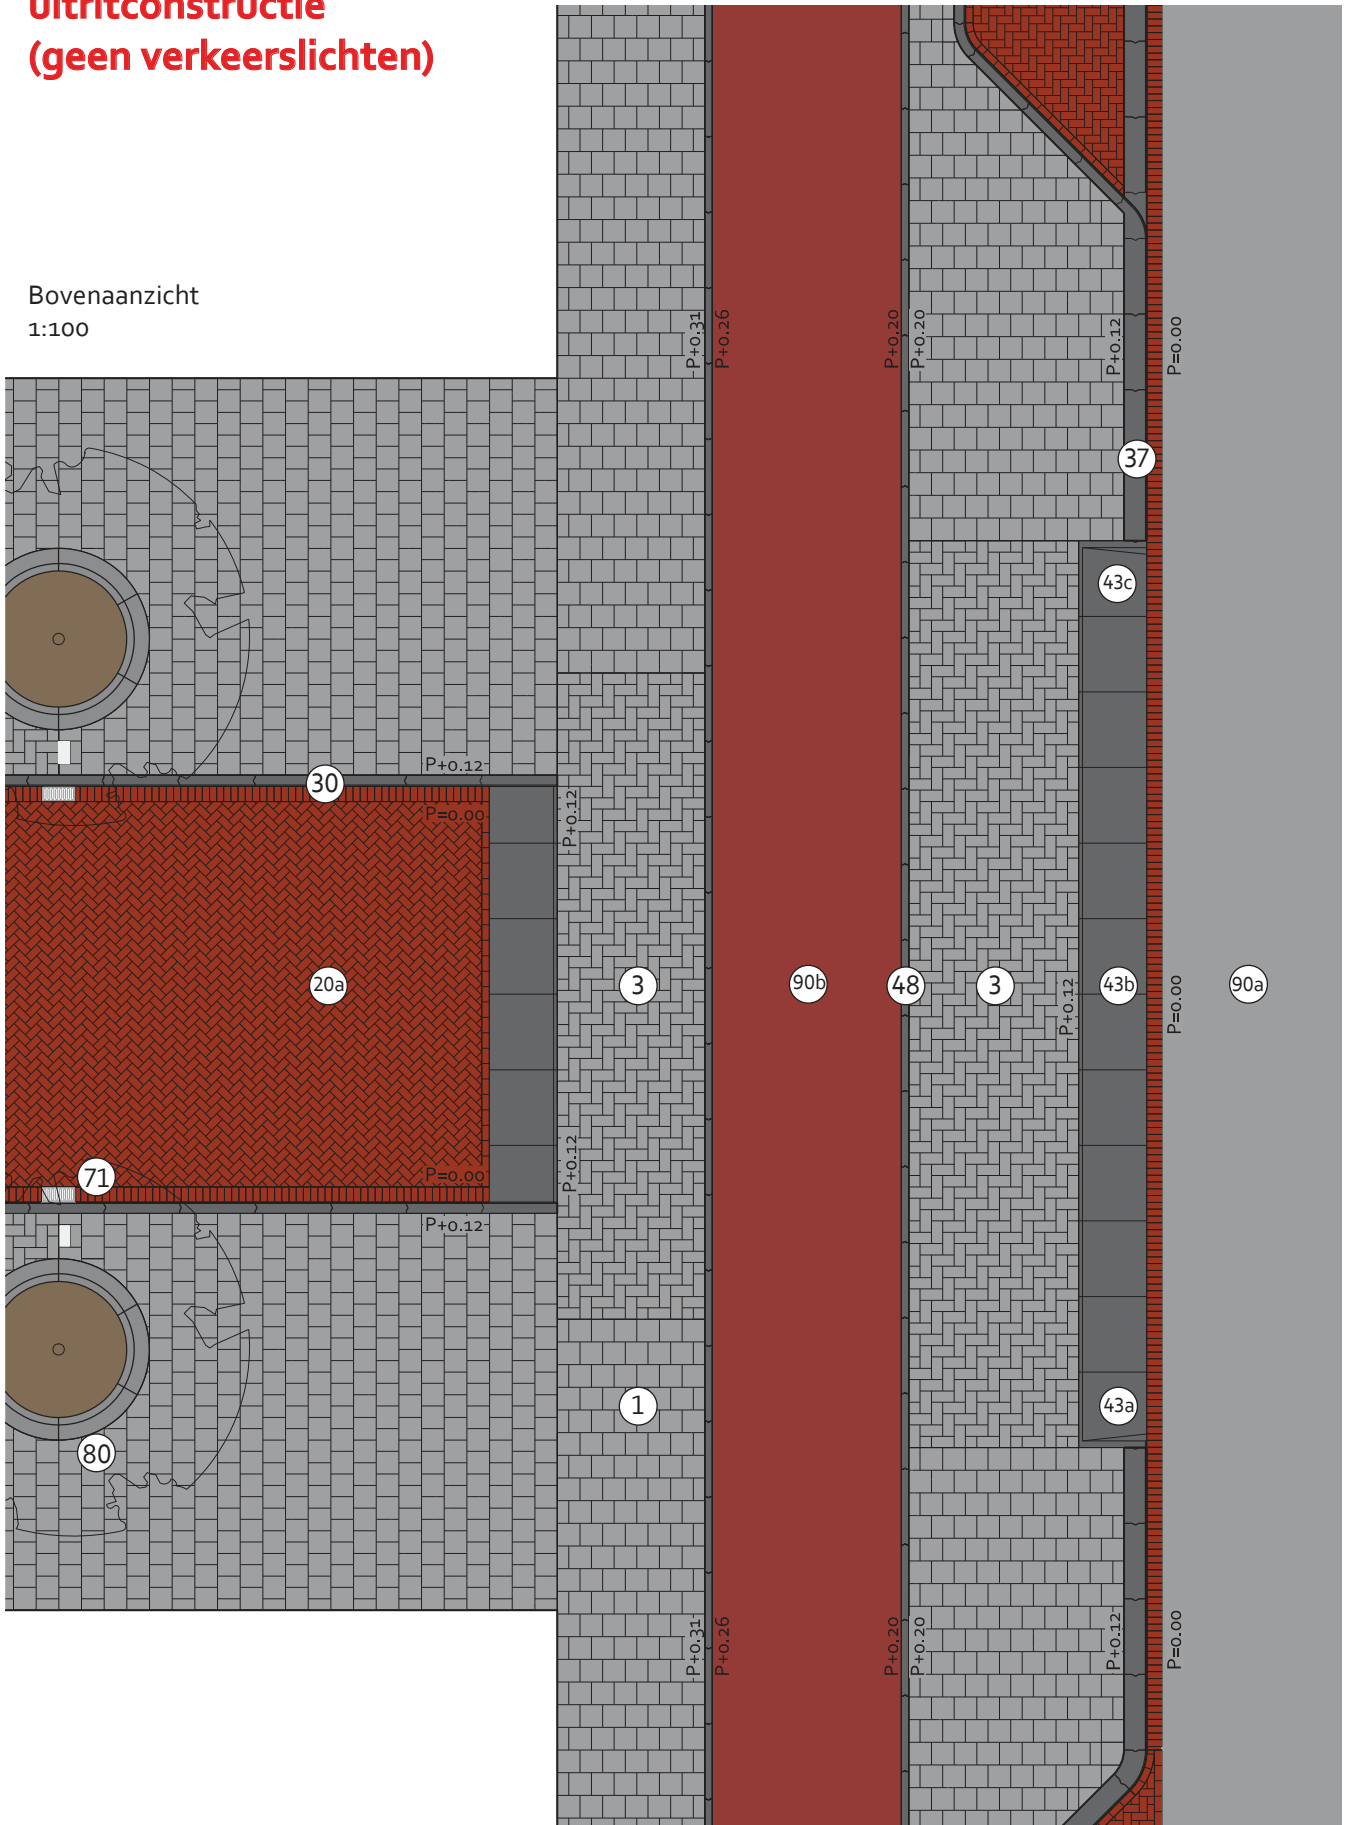 uitritconstructie
(geen verkeerslichten)
Bovenaanzicht
1:100
P+0.31
P+0.26
P+0.20
P+0.20
P+0.12
P=0.00
37
43c
P+0.12
30
P=0.00
P+0.12
20a
3
90b
48
3
P+0.12
43b
P=0.00
90a
P+0.12
71
P=0.00
P+0.12
1
43a
80
P+0.31
P+0.26
P+0.20
P+0.20
P+0.12
P=0.00